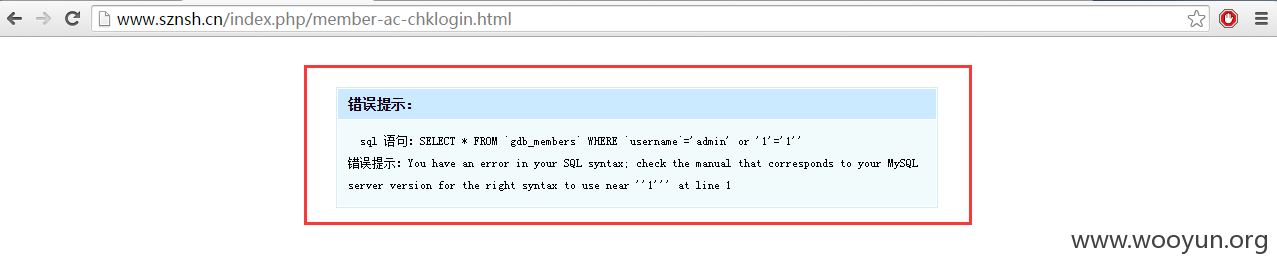 www.sznsh.cn/index.php/member-ac-chklogin.html
错误提示：
sql 语句: SELECT * FROM `gdb_members` WHERE `username`='admin' or '1'='1''
错误提示: You have an error in your SQL syntax; check the manual that corresponds to your MySQL
server version for the right syntax to use near ''1''' at line 1
www.wooyun.org